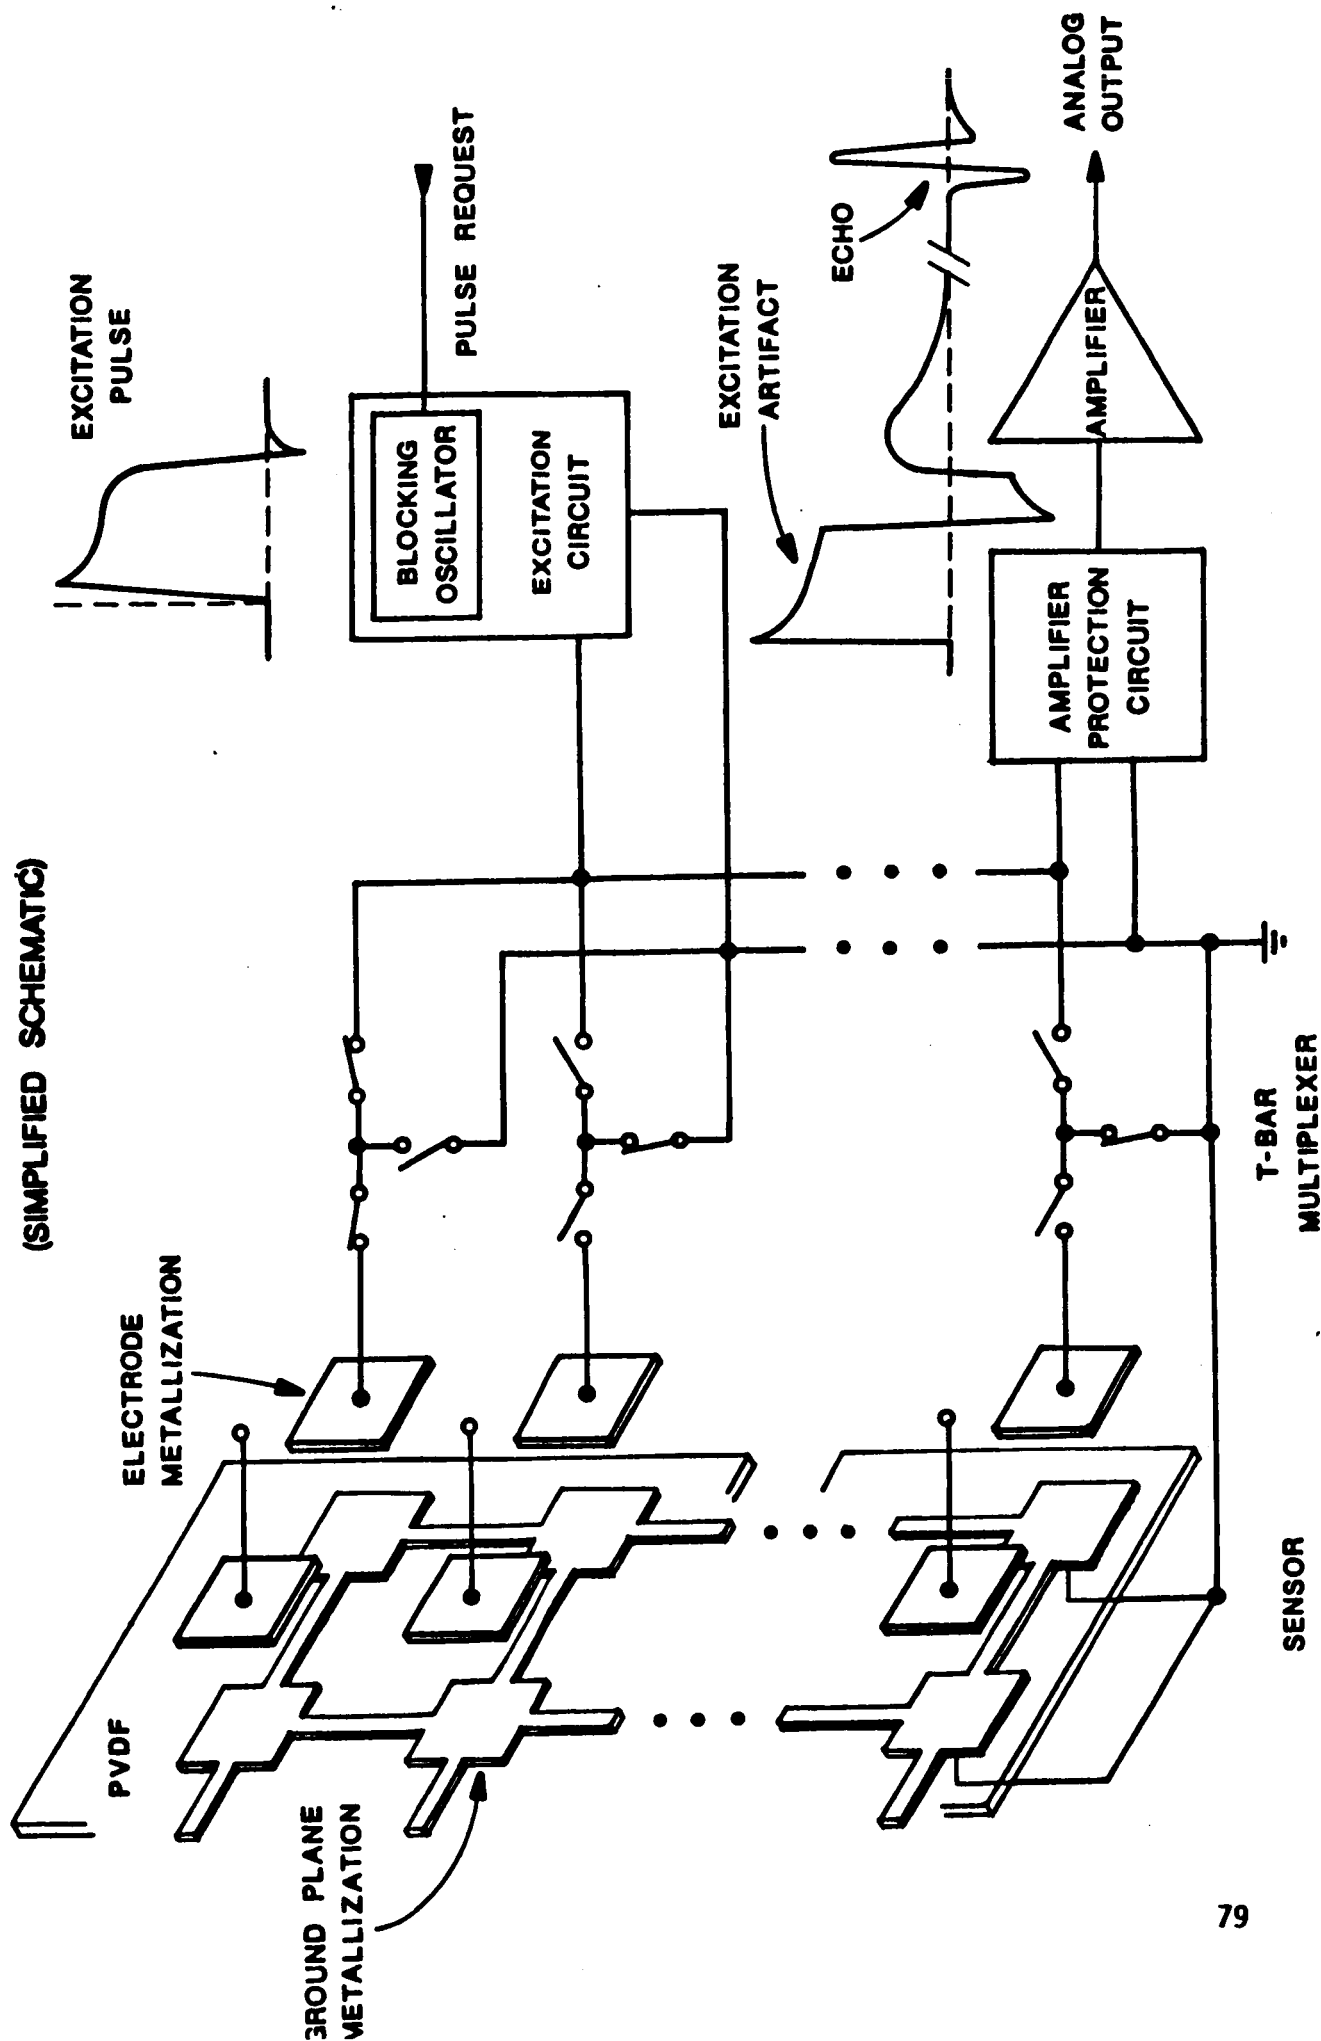 (SIMPLIFIED SCHEMATIC)
EXCITATION
PULSE
PULSE REQUEST
BLOCKING
OSCILLATOR
EXCITATION
CIRCUIT
ELECTRODE
METALLIZATION
PVDF
GROUND PLANE
METALLIZATION
EXCITATION
ARTIFACT
ECHO
AMPLIFIER
PROTECTION
CIRCUIT
AMPLIFIER
ANALOG
OUTPUT
SENSOR
T-BAR
MULTIPLEXER
79